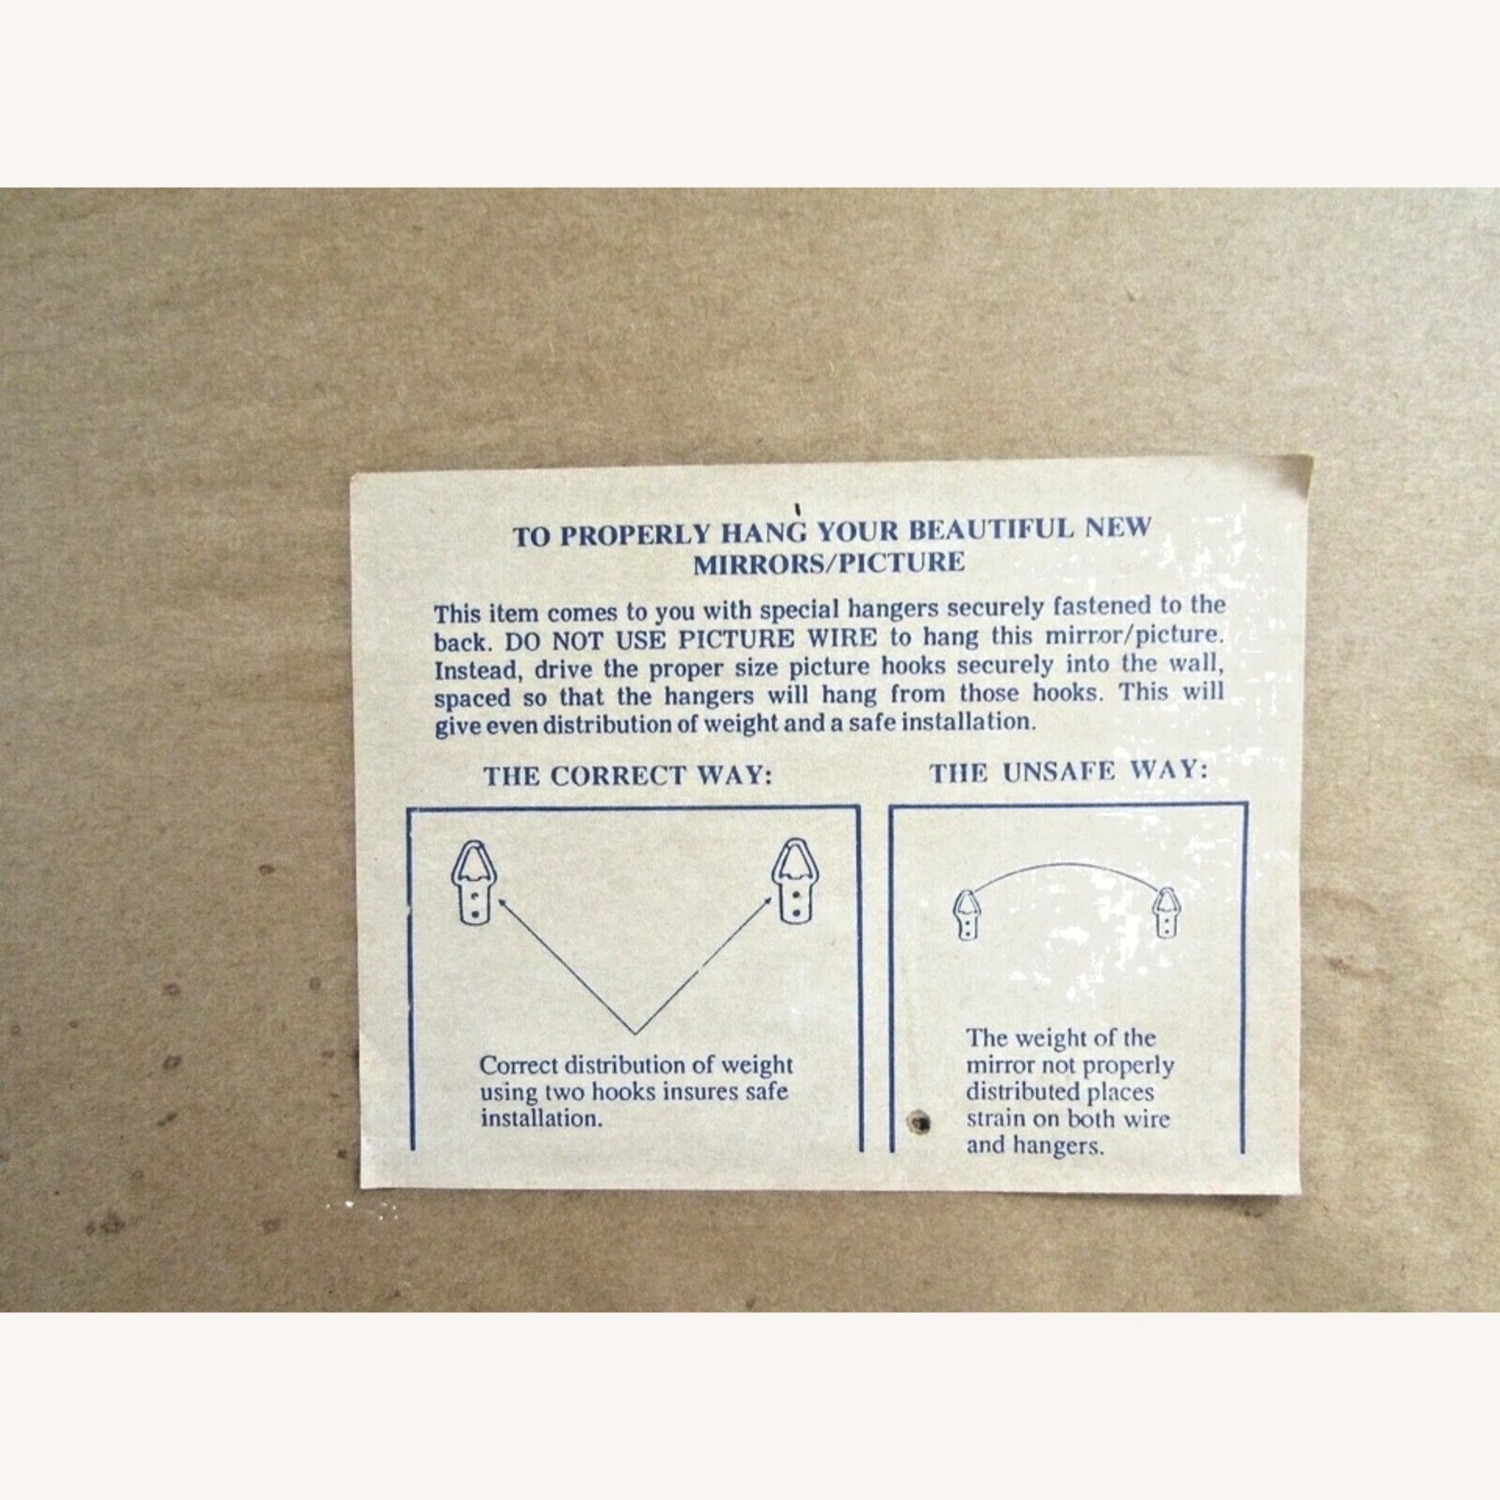 TO PROPERLY HANG YOUR BEAUTIFUL NEW
MIRRORS/PICTURE
This item comes to you with special hangers securely fastened to the
back. DO NOT USE PICTURE WIRE to hang this mirror/picture.
Instead, drive the proper size picture hooks securely into the wall,
spaced so that the hangers will hang from those hooks. This will
give even distribution of weight and a safe installation.
THE CORRECT WAY:
Correct distribution of weight
using two hooks insures safe
installation.
THE UNSAFE WAY:
The weight of the
mirror not properly
distributed places
strain on both wire
and hangers.